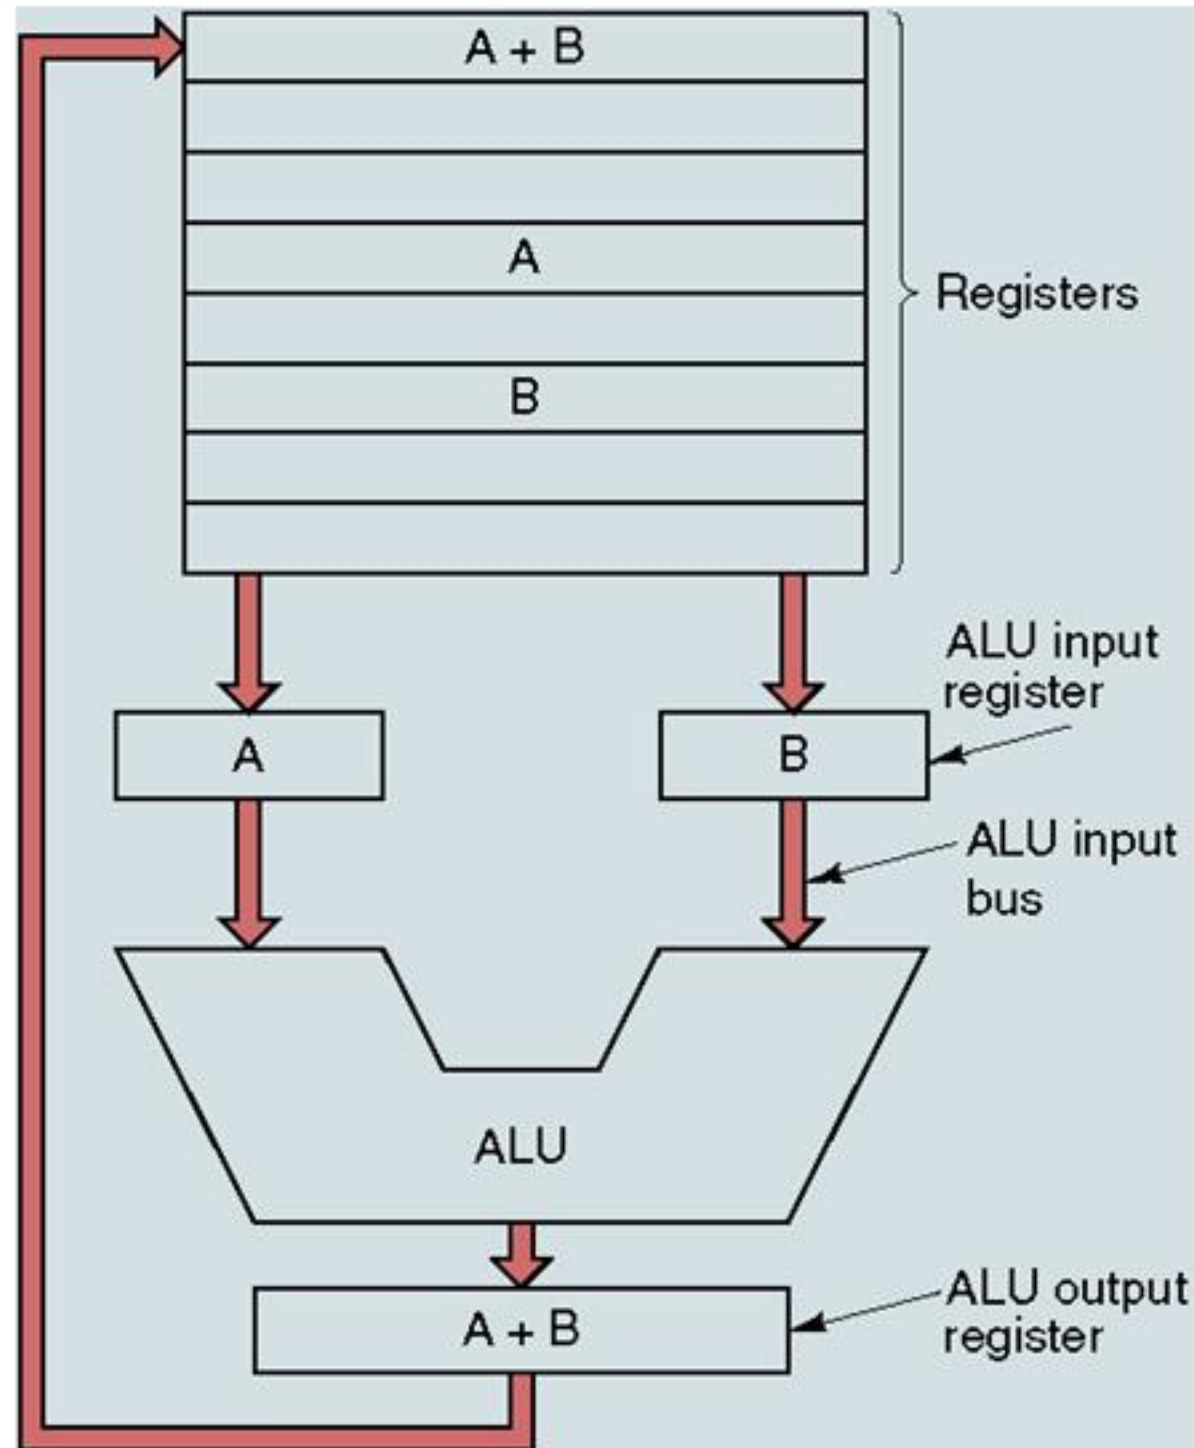 A + B
A
Registers
B
ALU input
register
A
B
ALU input
bus
ALU
A + B
ALU output
register